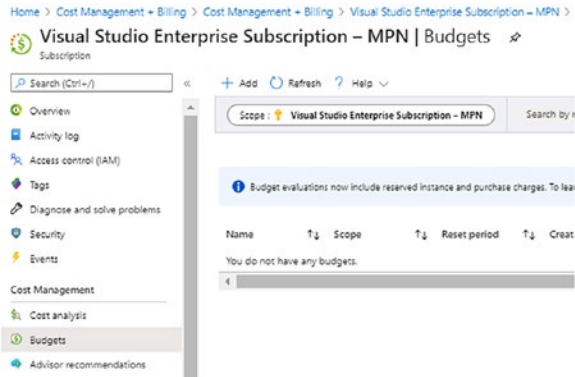 Home > Cost Management + Billing > Cost Management + Billing > Visual Studio Enterprise Subscription – MPN >
Visual Studio Enterprise Subscription – MPN | Budgets
Subscription
Search (Ctrl+/)
«
+ Add Refresh ? Help
Scope : Visual Studio Enterprise Subscription – MPN
Search by
Overview
Activity log
Access control (IAM)
Tags
Diagnose and solve problems
Security
Events
Cost Management
Cost analysis
Budgets
Advisor recommendations
Budget evaluations now include reserved instance and purchase charges. To lea
Name ↑↓ Scope ↑↓ Reset period ↑↓ Creat
You do not have any budgets.